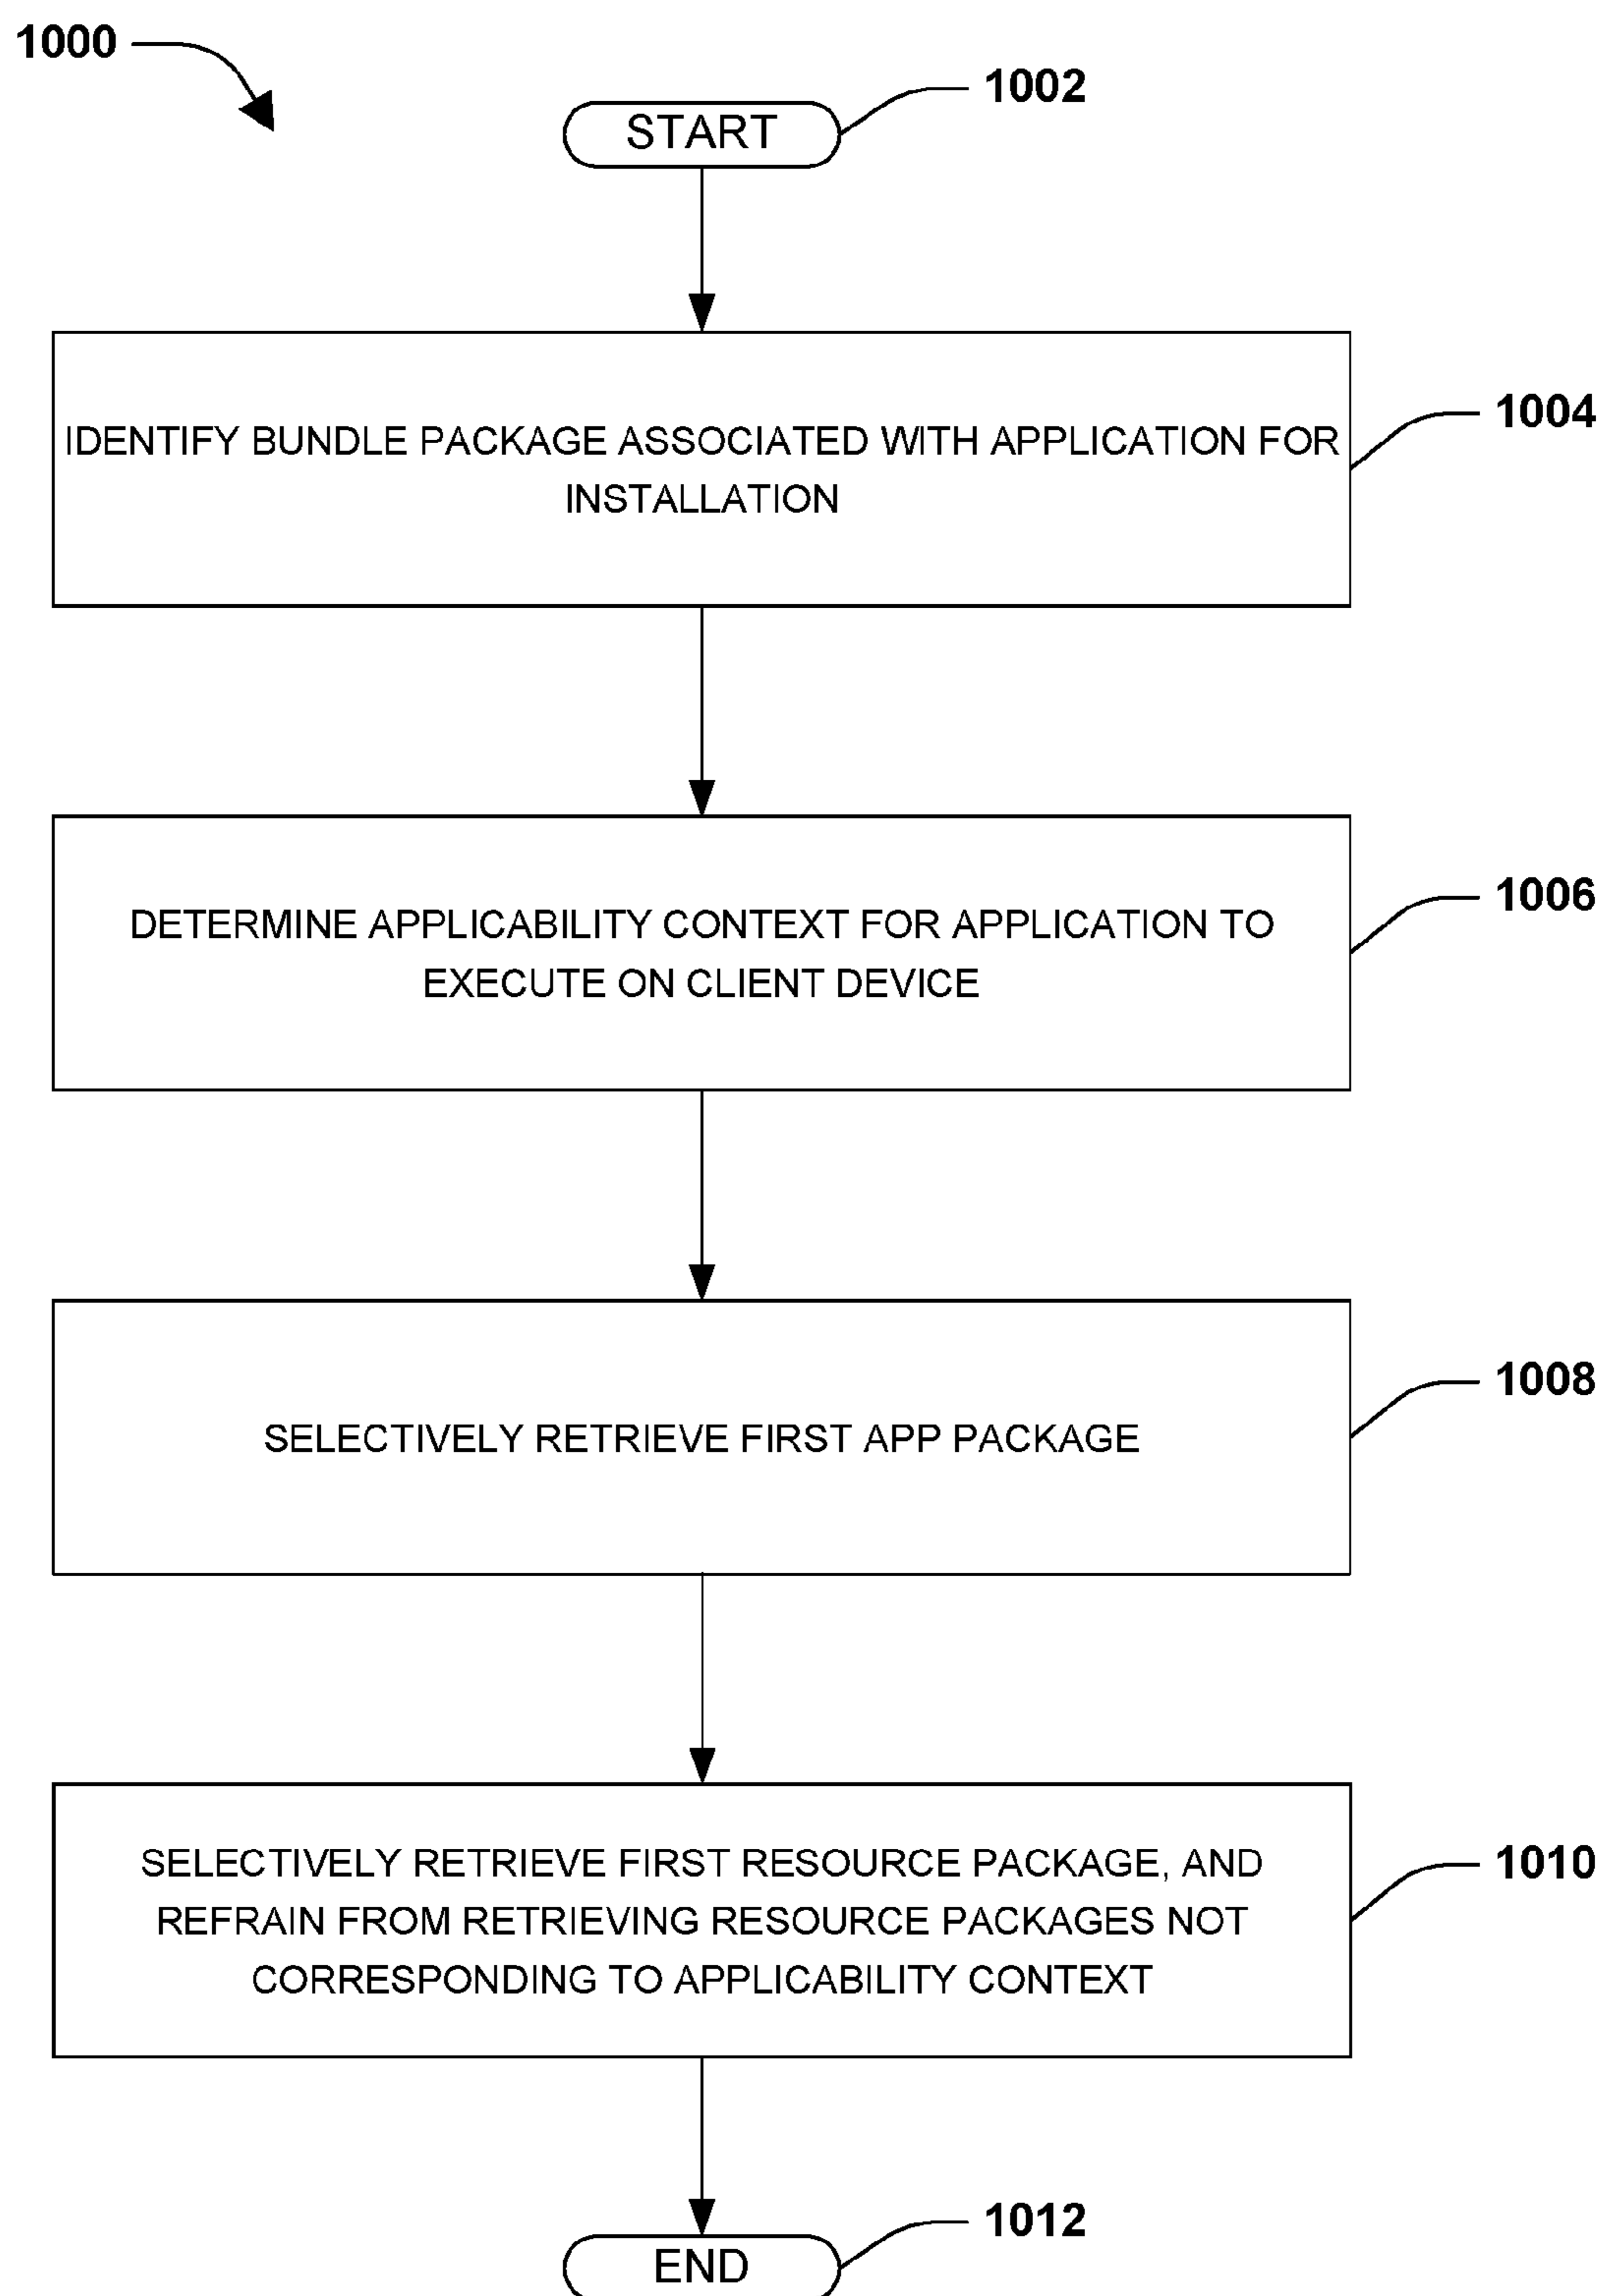 1000
1002
START
1004
IDENTIFY BUNDLE PACKAGE ASSOCIATED WITH APPLICATION FOR
INSTALLATION
1006
DETERMINE APPLICABILITY CONTEXT FOR APPLICATION TO
EXECUTE ON CLIENT DEVICE
1008
SELECTIVELY RETRIEVE FIRST APP PACKAGE
1010
SELECTIVELY RETRIEVE FIRST RESOURCE PACKAGE, AND
REFRAIN FROM RETRIEVING RESOURCE PACKAGES NOT
CORRESPONDING TO APPLICABILITY CONTEXT
1012
END